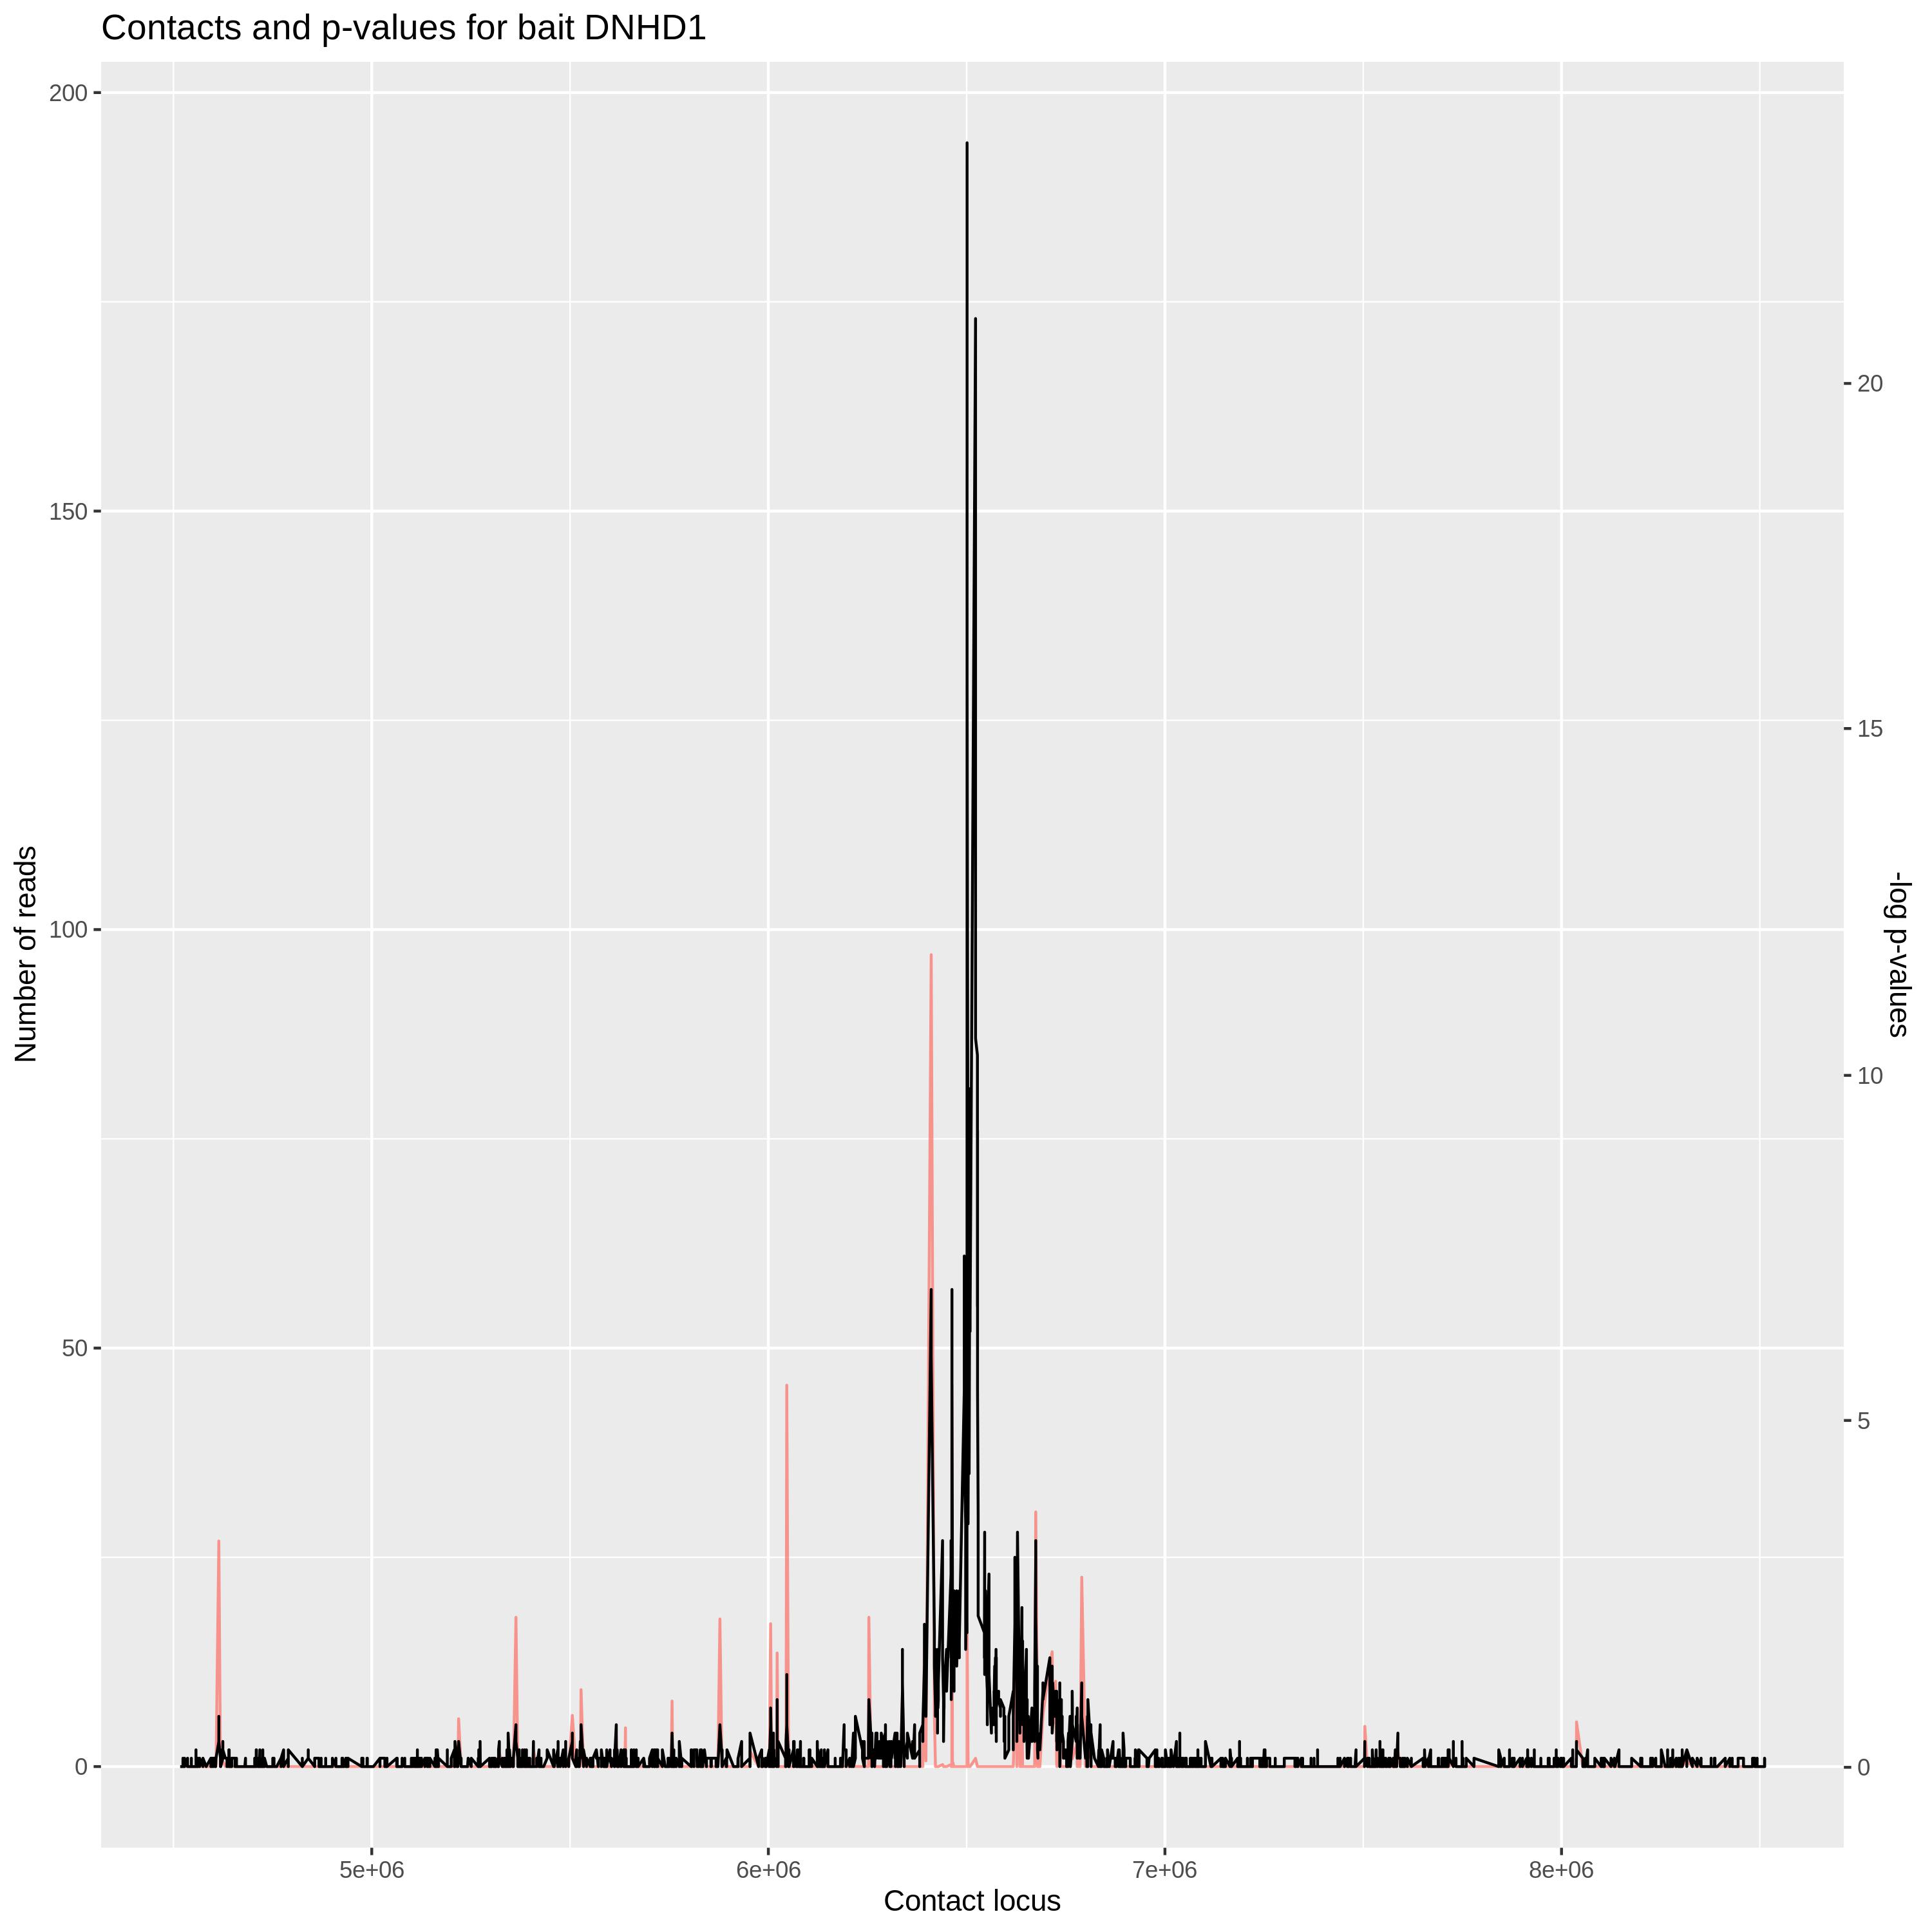 Contacts and p-values for bait DNHD1
200
150
100
50
0
20
15
10
5
0
Number of reads
-log p-values
5e+06
6e+06
7e+06
8e+06
Contact locus